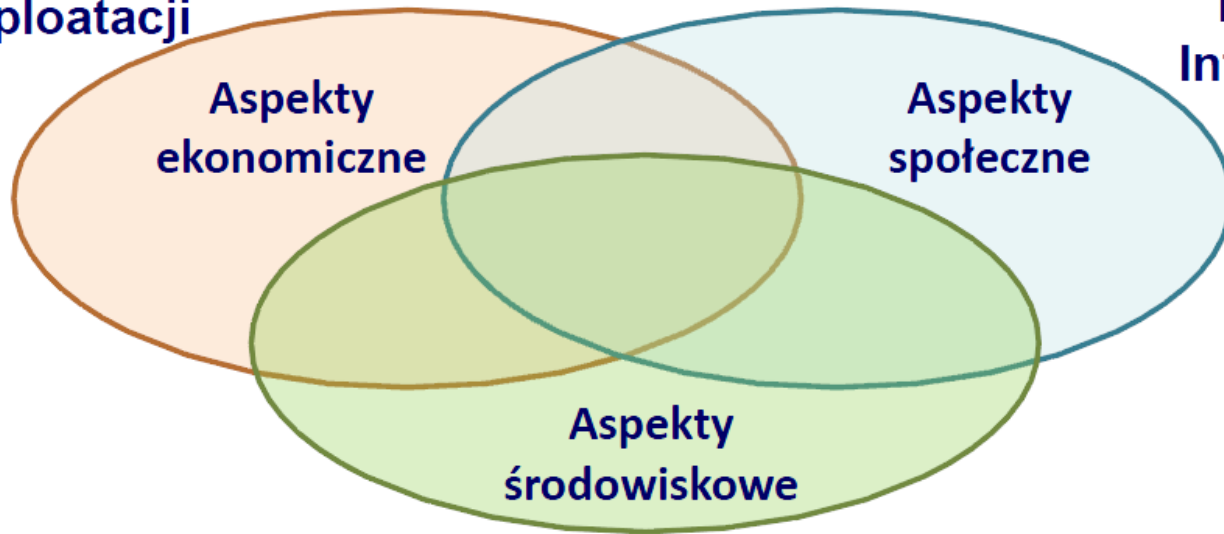 ploatacji
Int
Aspekty
ekonomiczne
Aspekty
społeczne
Aspekty
środowiskowe